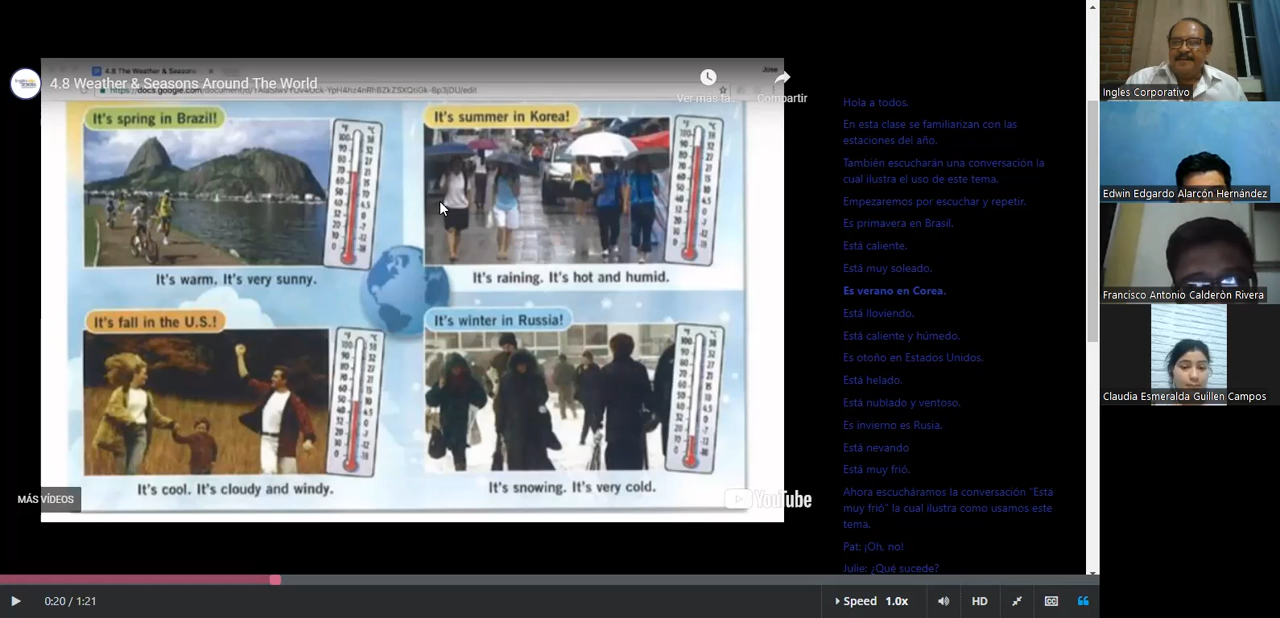 4.8 Weather & Seasons Around The World
Compartir
It's spring in Brazil!
It's summer in Korea!
It's warm. It's very sunny.
It's raining. It's hot and humid.
It's fall in the U.S.!
It's winter in Russia!
It's cool. It's cloudy and windy.
It's snowing. It's very cold.
MÁS VÍDEOS
YouTube
Hola a todos.
En esta clase se familiarizan con las
estaciones del año.
También escucharán una conversación la
cual ilustra el uso de este tema.
Empezaremos por escuchar y repetir.
Es primavera en Brasil.
Está caliente.
Está muy soleado.
Es verano en Corea.
Está lloviendo.
Está caliente y húmedo.
Es otoño en Estados Unidos.
Está helado.
Está nublado y ventoso.
Es invierno es Rusia.
Está nevando
Está muy frió.
Ahora escucháramos la conversación "Está
muy frió" la cual ilustra como usamos este
tema.
Pat: ¡Oh, no!
Julie: ¿Qué sucede?
0:20 / 1:21
Speed 1.0x
HD
CC
Ingles Corporativo
Edwin Edgardo Alarcón Hernández
Francisco Antonio Calderòn Rivera
Claudia Esmeralda Guillen Campos